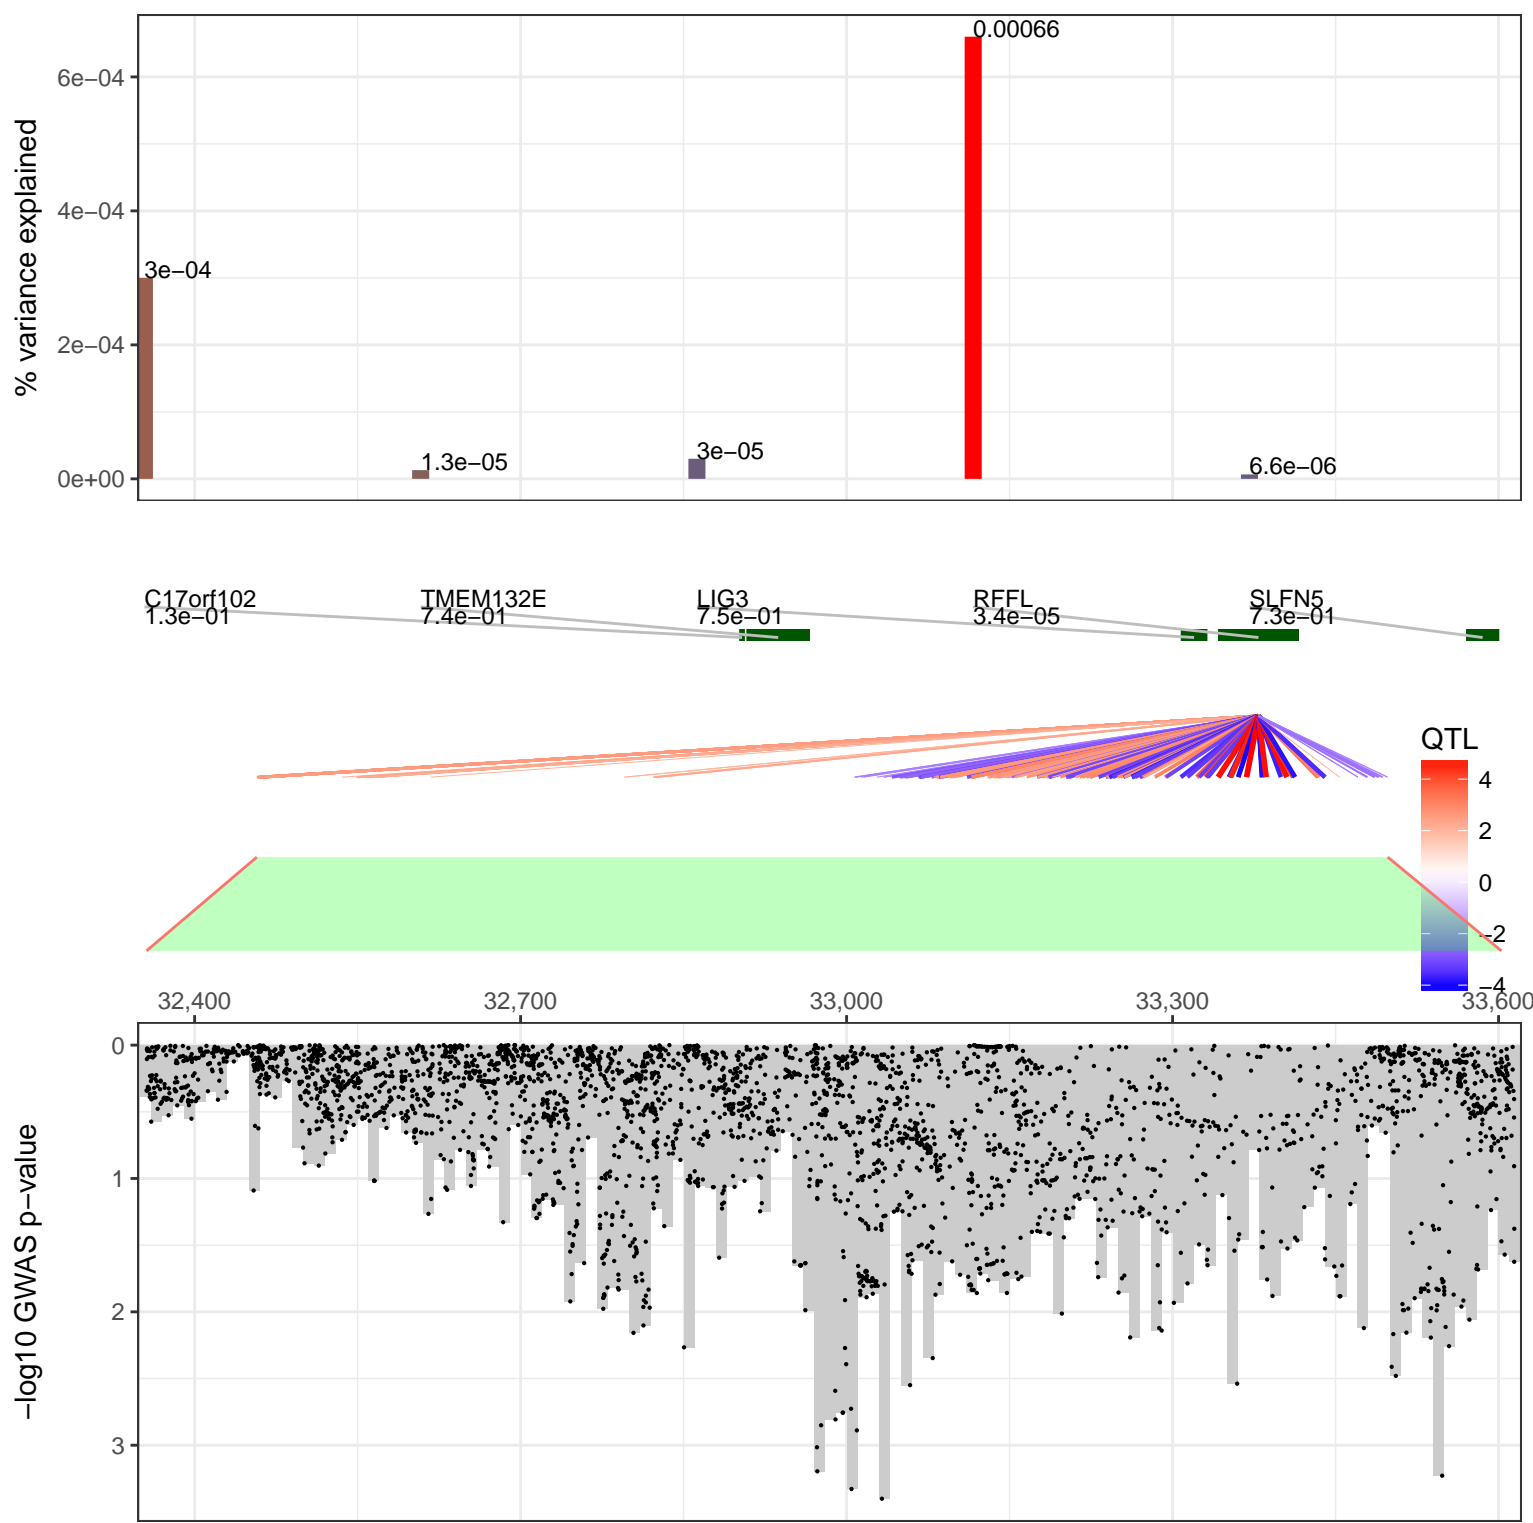 0.00066
6e−04
4e−04
3e−04
2e−04
3e−05
1.3e−05
6.6e−06
0e+00
% variance explained
C17orf102 TMEM132E LIG3 RFFL SLFN5
1.3e−01 7.4e−01 7.5e−01 3.4e−05 7.3e−01
QTL
4
2
0
−2
−4
32,400 32,700 33,000 33,300 33,600
0
1
2
3
−log10 GWAS p−value